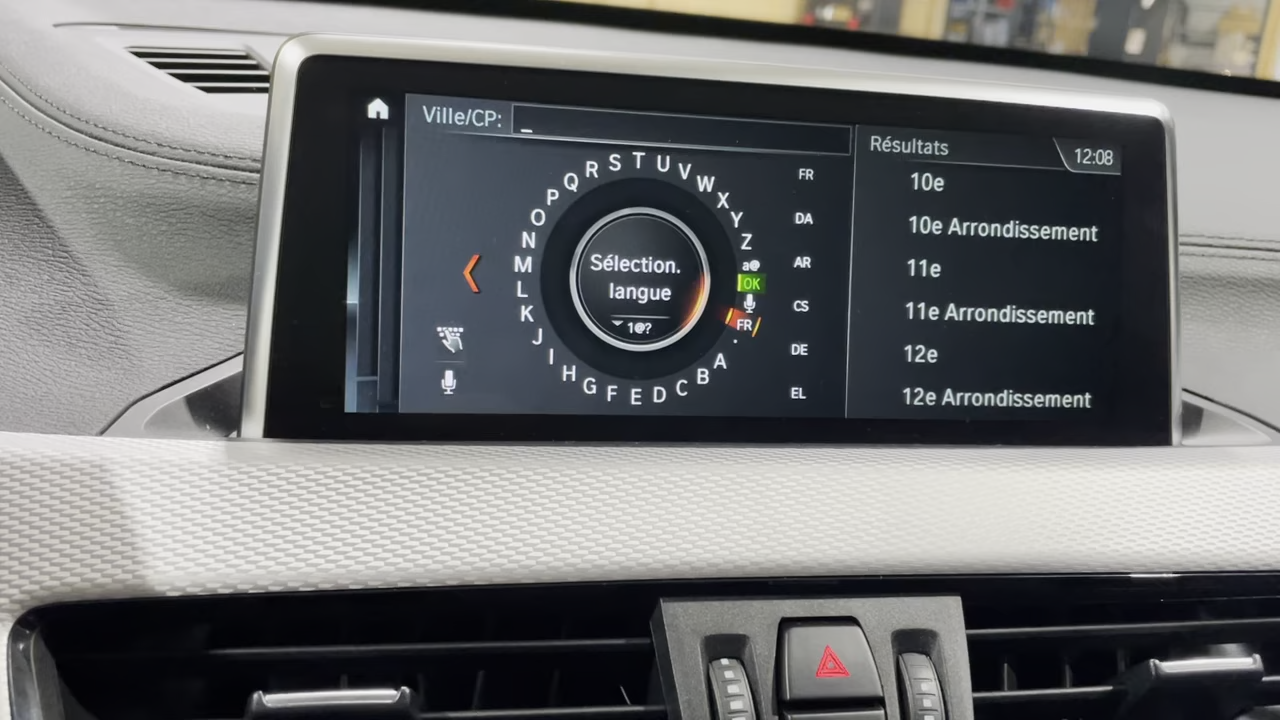 Ville/CP: _
Résultats
12:08
10e
10e Arrondissement
11e
11e Arrondissement
12e
12e Arrondissement
A
B
C
D
E
F
G
H
I
J
K
L
M
N
O
P
Q
R
S
T
U
V
W
X
Y
Z
a@
OK
FR
Sélection.
langue
1@?
FR
DA
AR
CS
DE
EL